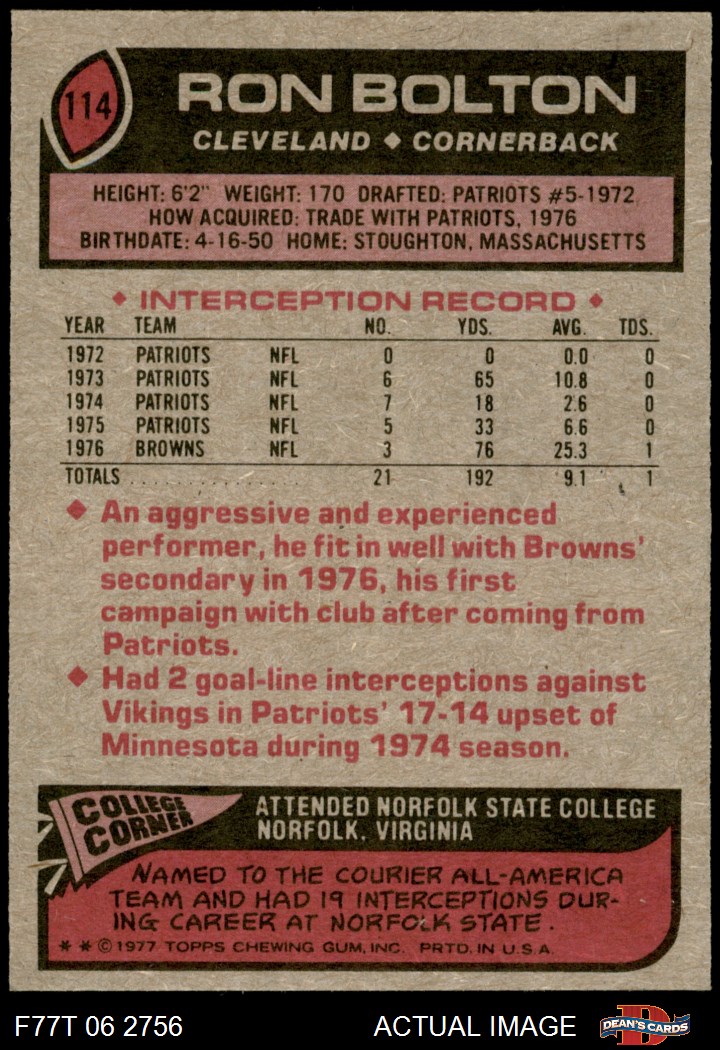 114
RON BOLTON
CLEVELAND ◆ CORNERBACK
HEIGHT: 6'2" WEIGHT: 170 DRAFTED: PATRIOTS #5-1972
HOW ACQUIRED: TRADE WITH PATRIOTS, 1976
BIRTHDATE: 4-16-50 HOME: STOUGHTON, MASSACHUSETTS
◆ INTERCEPTION RECORD ◆
YEAR TEAM NO. YDS. AVG. TDS.
1972 PATRIOTS NFL 0 0 0.0 0
1973 PATRIOTS NFL 6 65 10.8 0
1974 PATRIOTS NFL 7 18 2.6 0
1975 PATRIOTS NFL 5 33 6.6 0
1976 BROWNS NFL 3 76 25.3 1
TOTALS . . . . . . . . . . . . . . . . 21 192 9.1 1
◆ An aggressive and experienced
performer, he fit in well with Browns'
secondary in 1976, his first
campaign with club after coming from
Patriots.
◆ Had 2 goal-line interceptions against
Vikings in Patriots' 17-14 upset of
Minnesota during 1974 season.
COLLEGE
CORNER
ATTENDED NORFOLK STATE COLLEGE
NORFOLK, VIRGINIA
NAMED TO THE COURIER ALL-AMERICA
TEAM AND HAD 19 INTERCEPTIONS DUR-
ING CAREER AT NORFOLK STATE.
** © 1977 TOPPS CHEWING GUM, INC. PRTD. IN U.S.A.
F77T 06 2756 ACTUAL IMAGE
D
DEAN'S CARDS